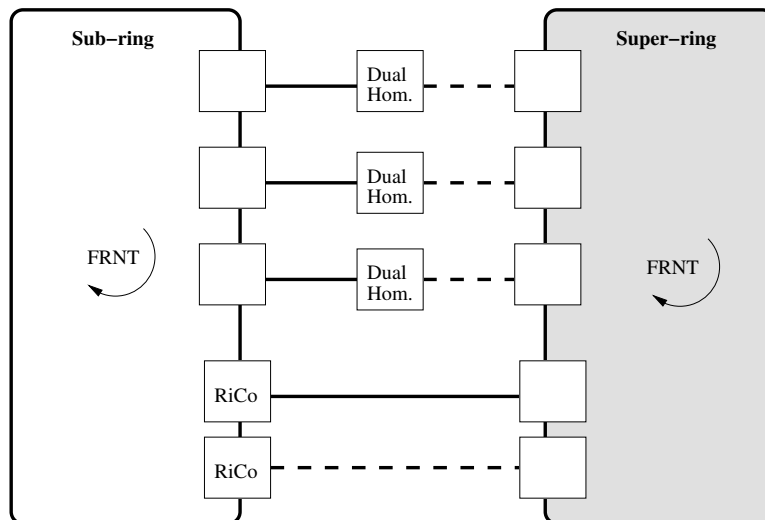 Sub-ring
Super-ring
Dual
Hom.
Dual
Hom.
FRNT
Dual
Hom.
FRNT
RiCo
RiCo